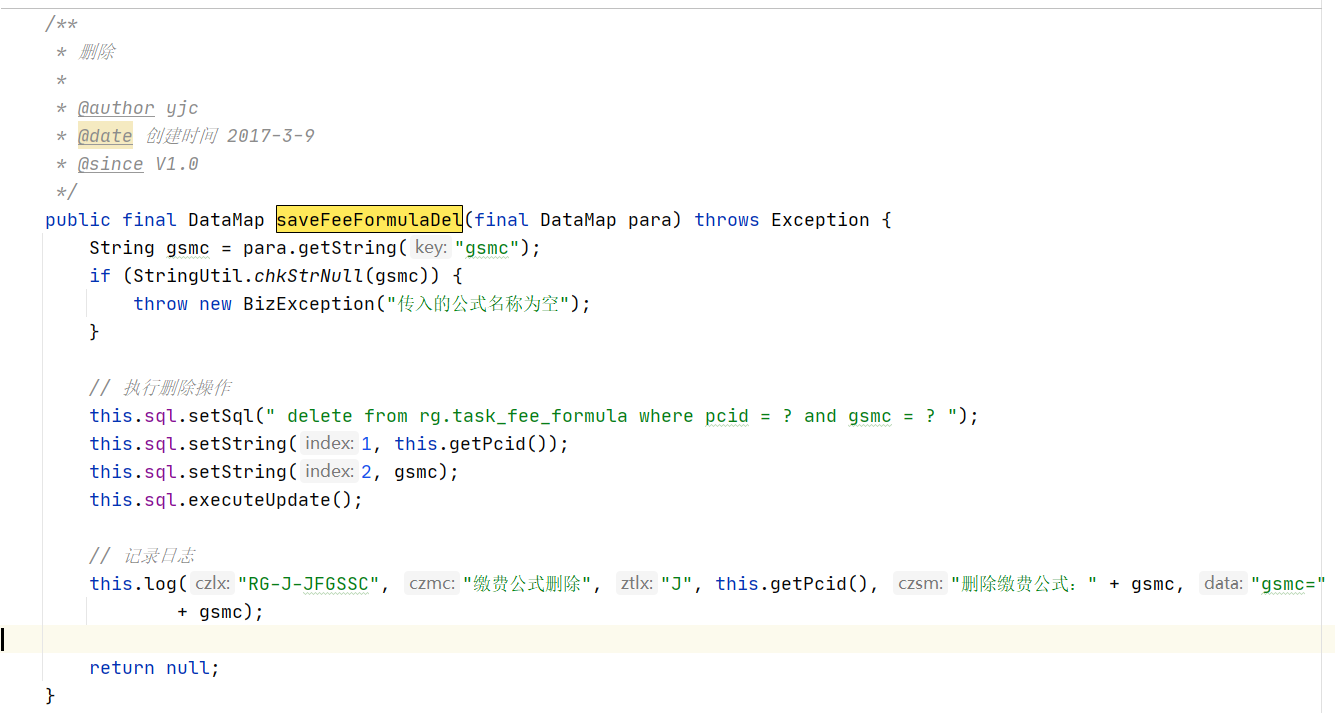 /**
 * 删除
 *
 * @author yjc
 * @date 创建时间 2017-3-9
 * @since V1.0
 */
public final DataMap saveFeeFormulaDel(final DataMap para) throws Exception {
    String gsmc = para.getString( key: "gsmc");
    if (StringUtil.chkStrNull(gsmc)) {
        throw new BizException("传入的公式名称为空");
    }
    // 执行删除操作
    this.sql.setSql(" delete from rg.task_fee_formula where pcid = ? and gsmc = ? ");
    this.sql.setString( index: 1, this.getPcid());
    this.sql.setString( index: 2, gsmc);
    this.sql.executeUpdate();
    // 记录日志
    this.log( czlx: "RG-J-JFGSSC", czmc: "缴费公式删除", ztlx: "J", this.getPcid(), czsm: "删除缴费公式：" + gsmc, data: "gsmc="
            + gsmc);
    return null;
}